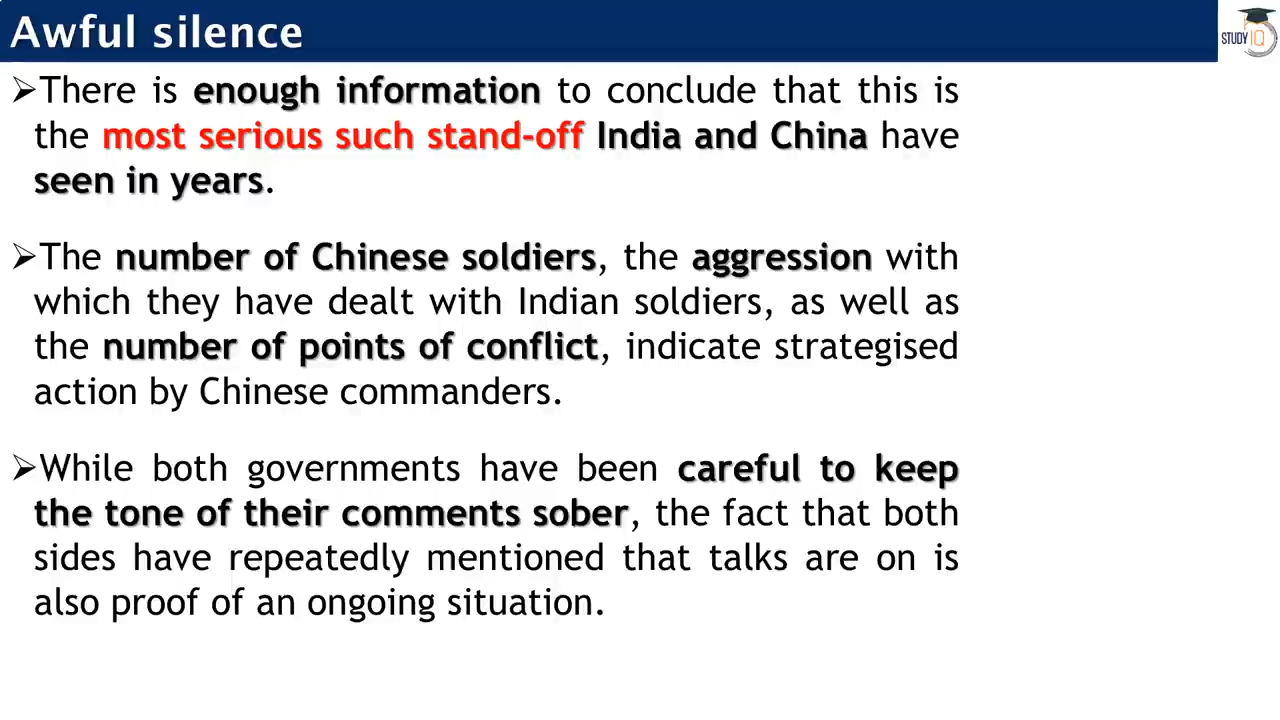 Awful silence
STUDY IQ
➢There is enough information to conclude that this is
the most serious such stand-off India and China have
seen in years.
➢The number of Chinese soldiers, the aggression with
which they have dealt with Indian soldiers, as well as
the number of points of conflict, indicate strategised
action by Chinese commanders.
➢While both governments have been careful to keep
the tone of their comments sober, the fact that both
sides have repeatedly mentioned that talks are on is
also proof of an ongoing situation.